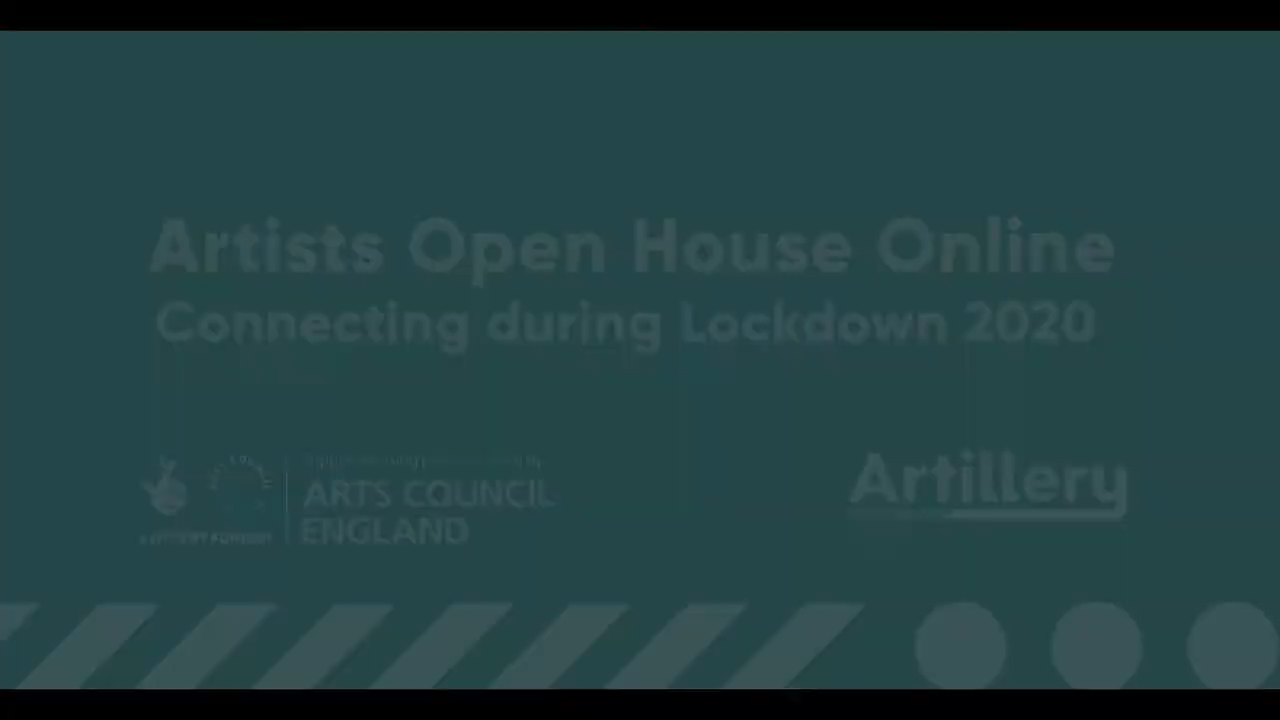 Artists Open House Online
Connecting during Lockdown 2020
ARTS COUNCIL
ENGLAND
Artillery